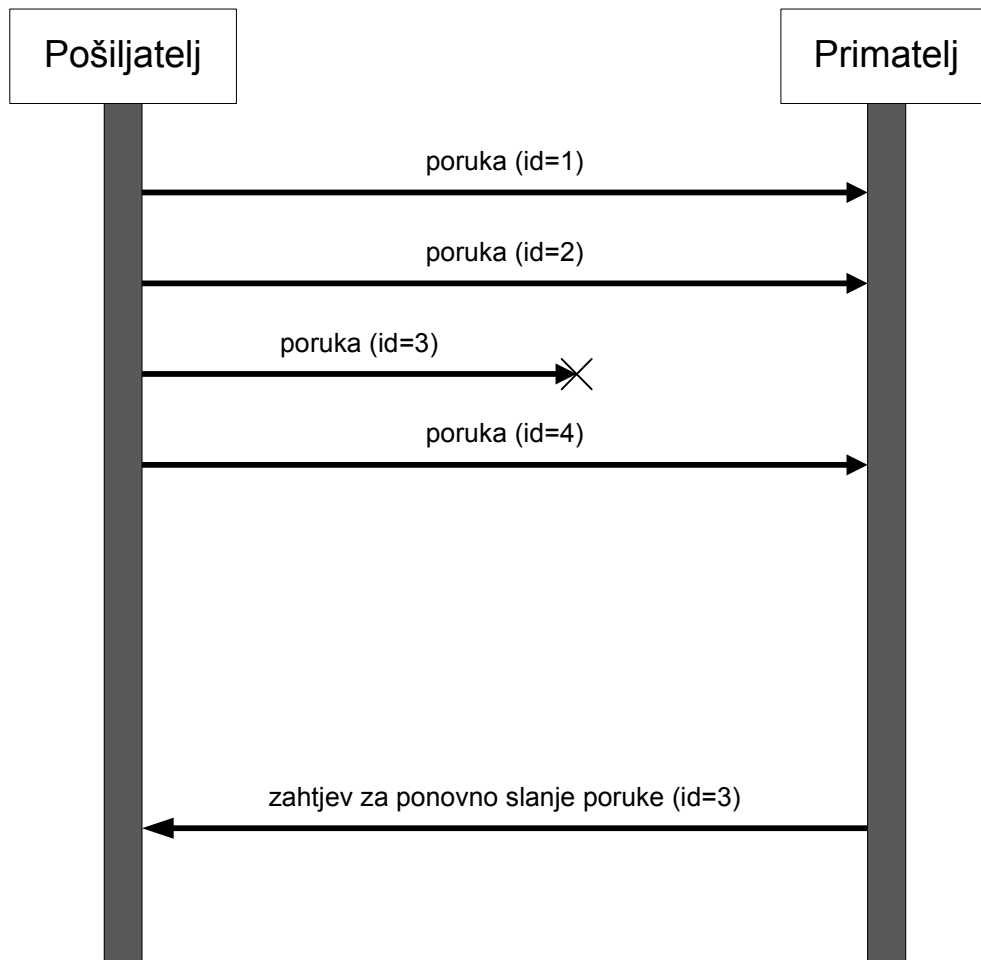 Pošiljatelj
Primatelj
poruka (id=1)
poruka (id=2)
poruka (id=3)
poruka (id=4)
zahtjev za ponovno slanje poruke (id=3)